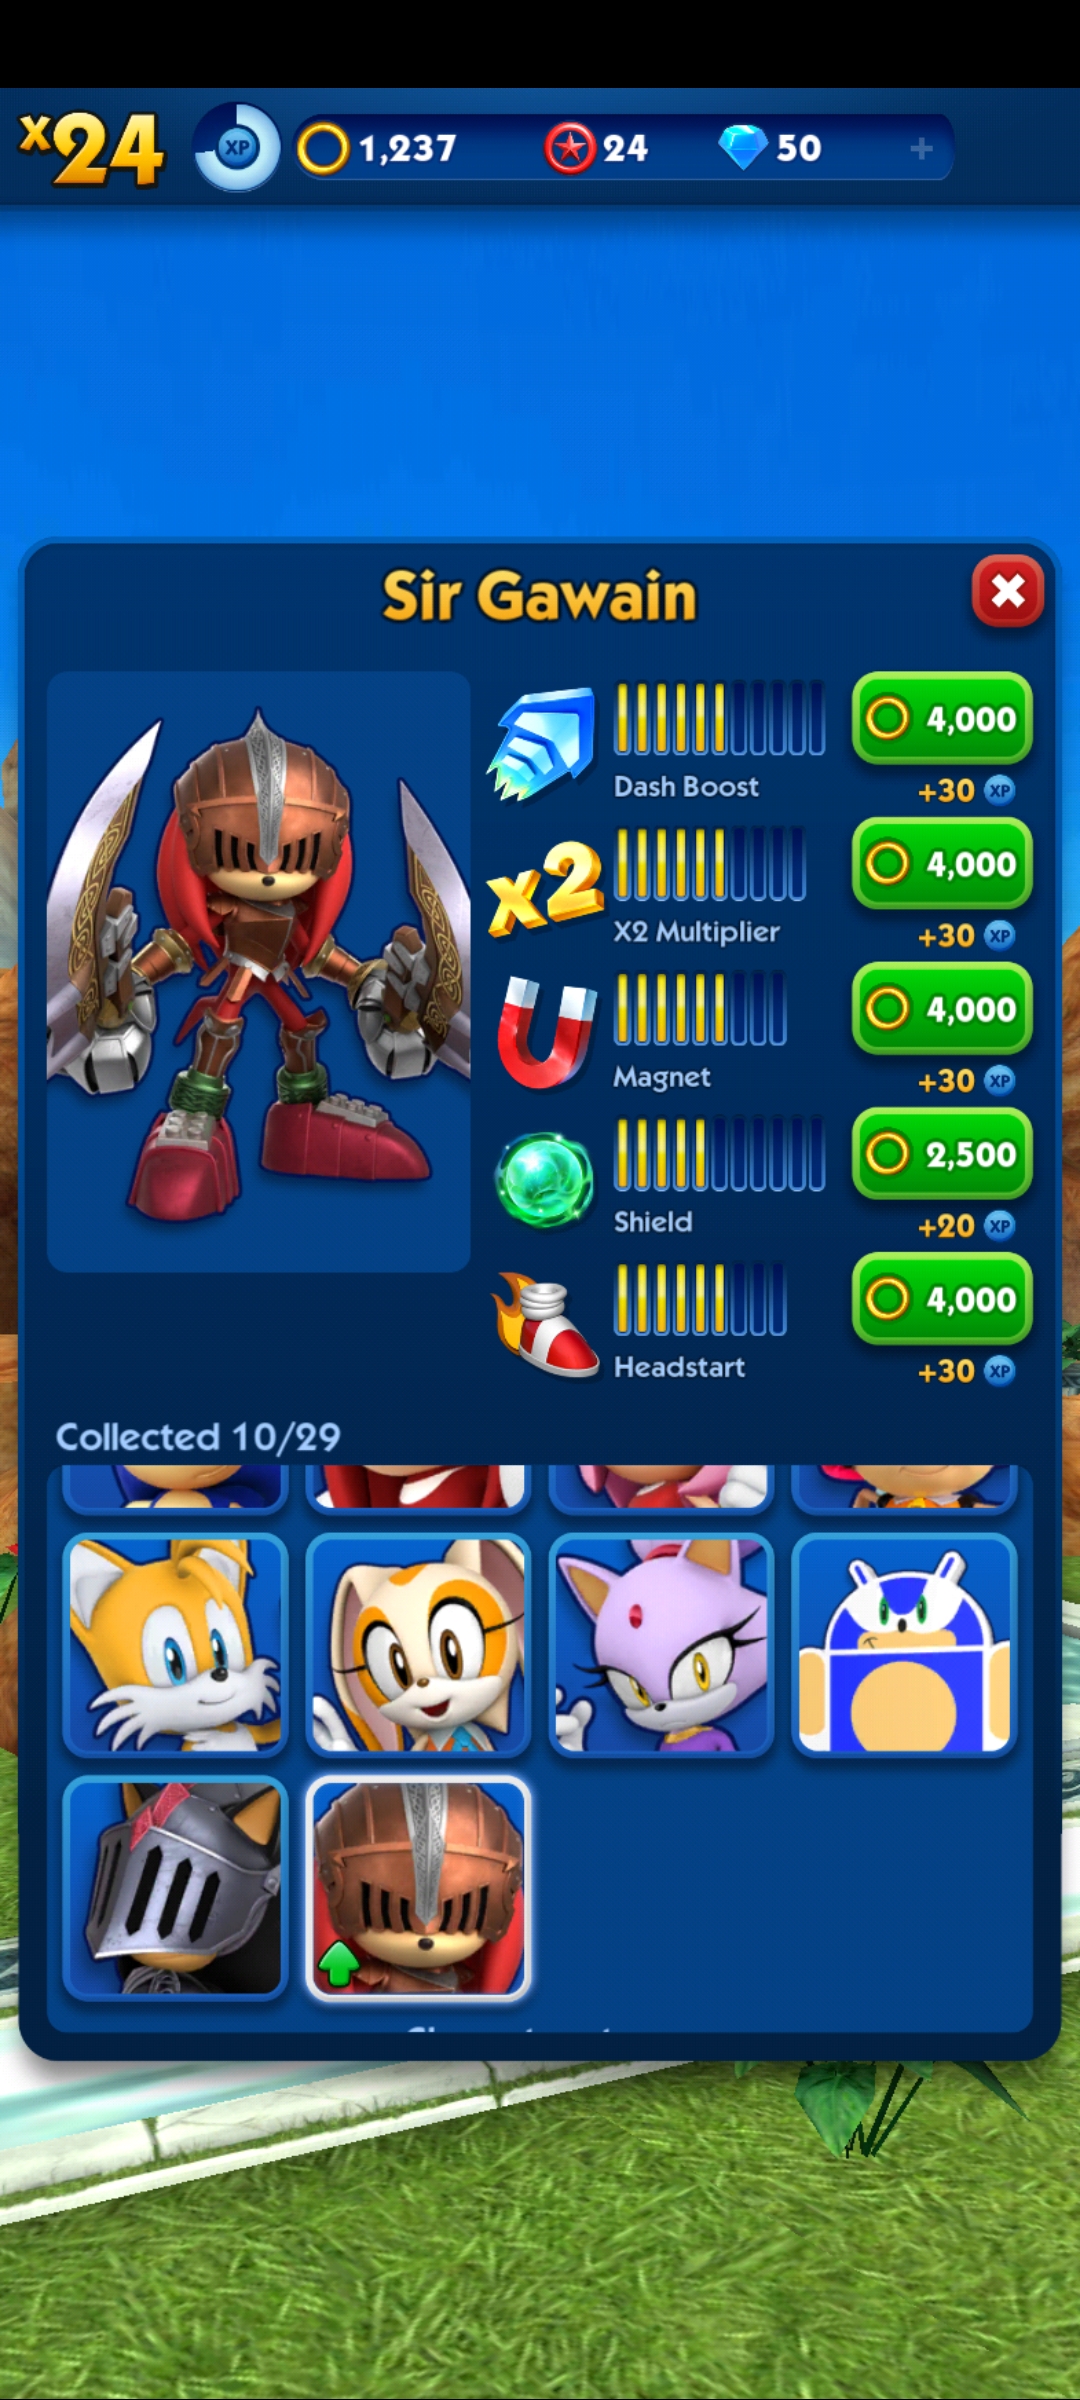 x24 XP 1,237 24 50 +
Sir Gawain
4,000
Dash Boost +30 XP
x2 4,000
X2 Multiplier +30 XP
4,000
Magnet +30 XP
2,500
Shield +20 XP
4,000
Headstart +30 XP
Collected 10/29